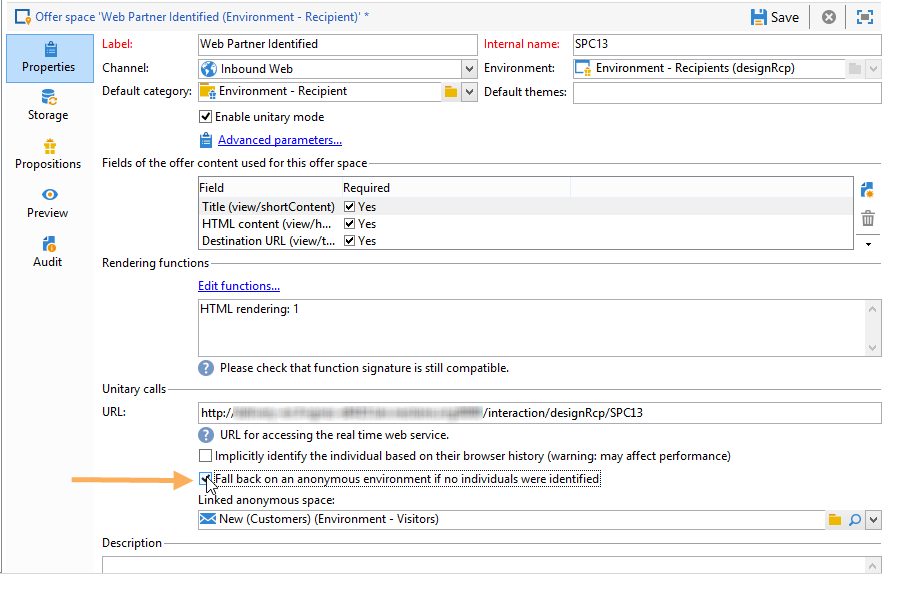 Offer space 'Web Partner Identified (Environment - Recipient)' *
Save
Properties
Storage
Propositions
Preview
Audit
Label: Web Partner Identified Internal name: SPC13
Channel: Inbound Web Environment: Environment - Recipients (designRcp)
Default category: Environment - Recipient Default themes:
Enable unitary mode
Advanced parameters...
Fields of the offer content used for this offer space
Field Required
Title (view/shortContent) Yes
HTML content (view/h... Yes
Destination URL (view/t... Yes
Rendering functions
Edit functions...
HTML rendering: 1
Please check that function signature is still compatible.
Unitary calls
URL: http:/ /interaction/designRcp/SPC13
URL for accessing the real time web service.
Implicitly identify the individual based on their browser history (warning: may affect performance)
Fall back on an anonymous environment if no individuals were identified
Linked anonymous space:
New (Customers) (Environment - Visitors)
Description